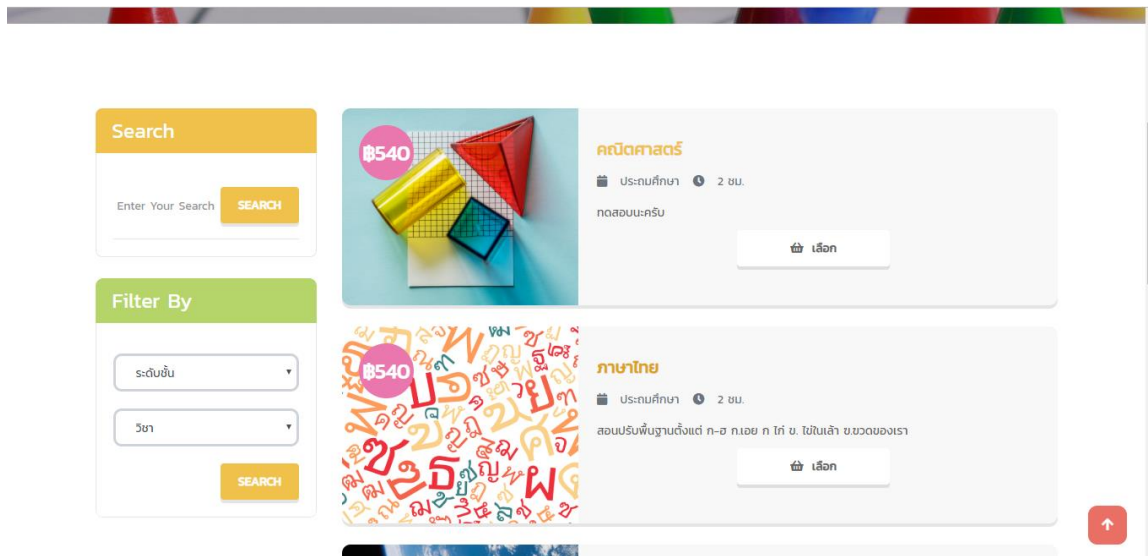 Search
Enter Your Search
SEARCH
Filter By
ระดับชั้น
วิชา
SEARCH
฿540
คณิตศาสตร์
ประถมศึกษา 2 ชม.
ทดสอบนะครับ
เลือก
฿540
ภาษาไทย
ประถมศึกษา 2 ชม.
สอนปรับพื้นฐานตั้งแต่ ก-ฮ ก.เอย ก ไก่ ข. ไข่ในเล้า ฃ.ขวดของเรา
เลือก